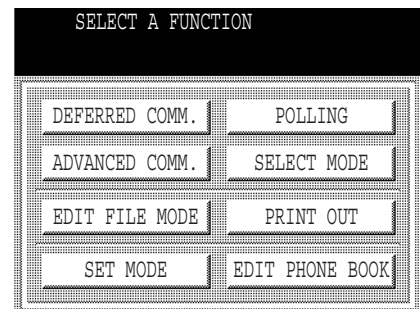 SELECT A FUNCTION
DEFERRED COMM. POLLING
ADVANCED COMM. SELECT MODE
EDIT FILE MODE PRINT OUT
SET MODE EDIT PHONE BOOK